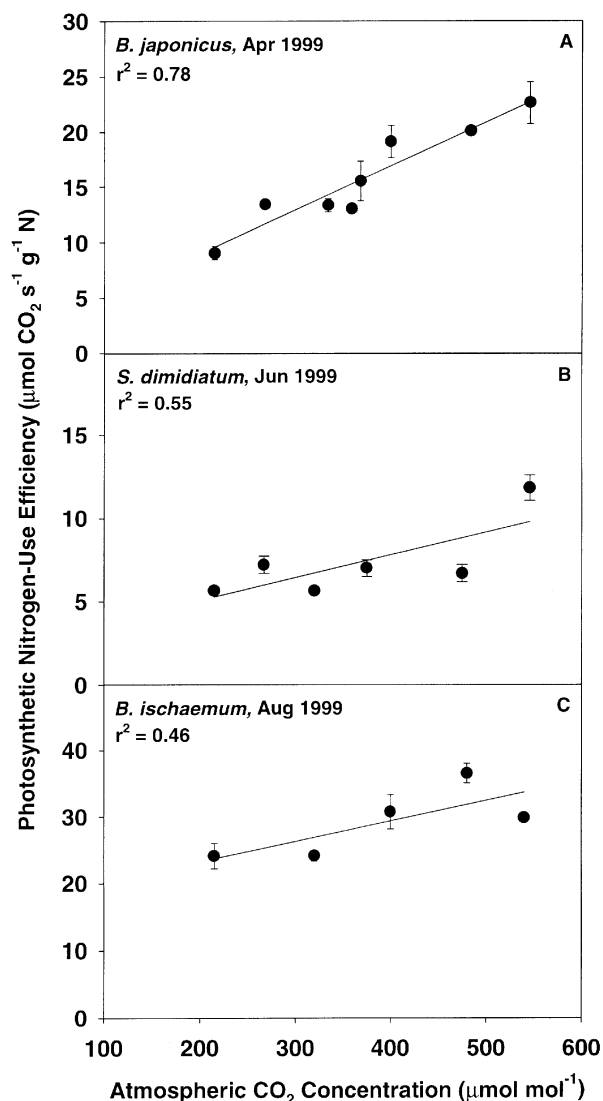 Photosynthetic Nitrogen-Use Efficiency (μmol CO₂ s⁻¹ g⁻¹ N)
30
B. japonicus, Apr 1999 A
r² = 0.78
25
20
15
10
5
0
S. dimidiatum, Jun 1999 B
r² = 0.55
15
10
5
0
B. ischaemum, Aug 1999 C
r² = 0.46
40
30
20
10
0
100 200 300 400 500 600
Atmospheric CO₂ Concentration (μmol mol⁻¹)